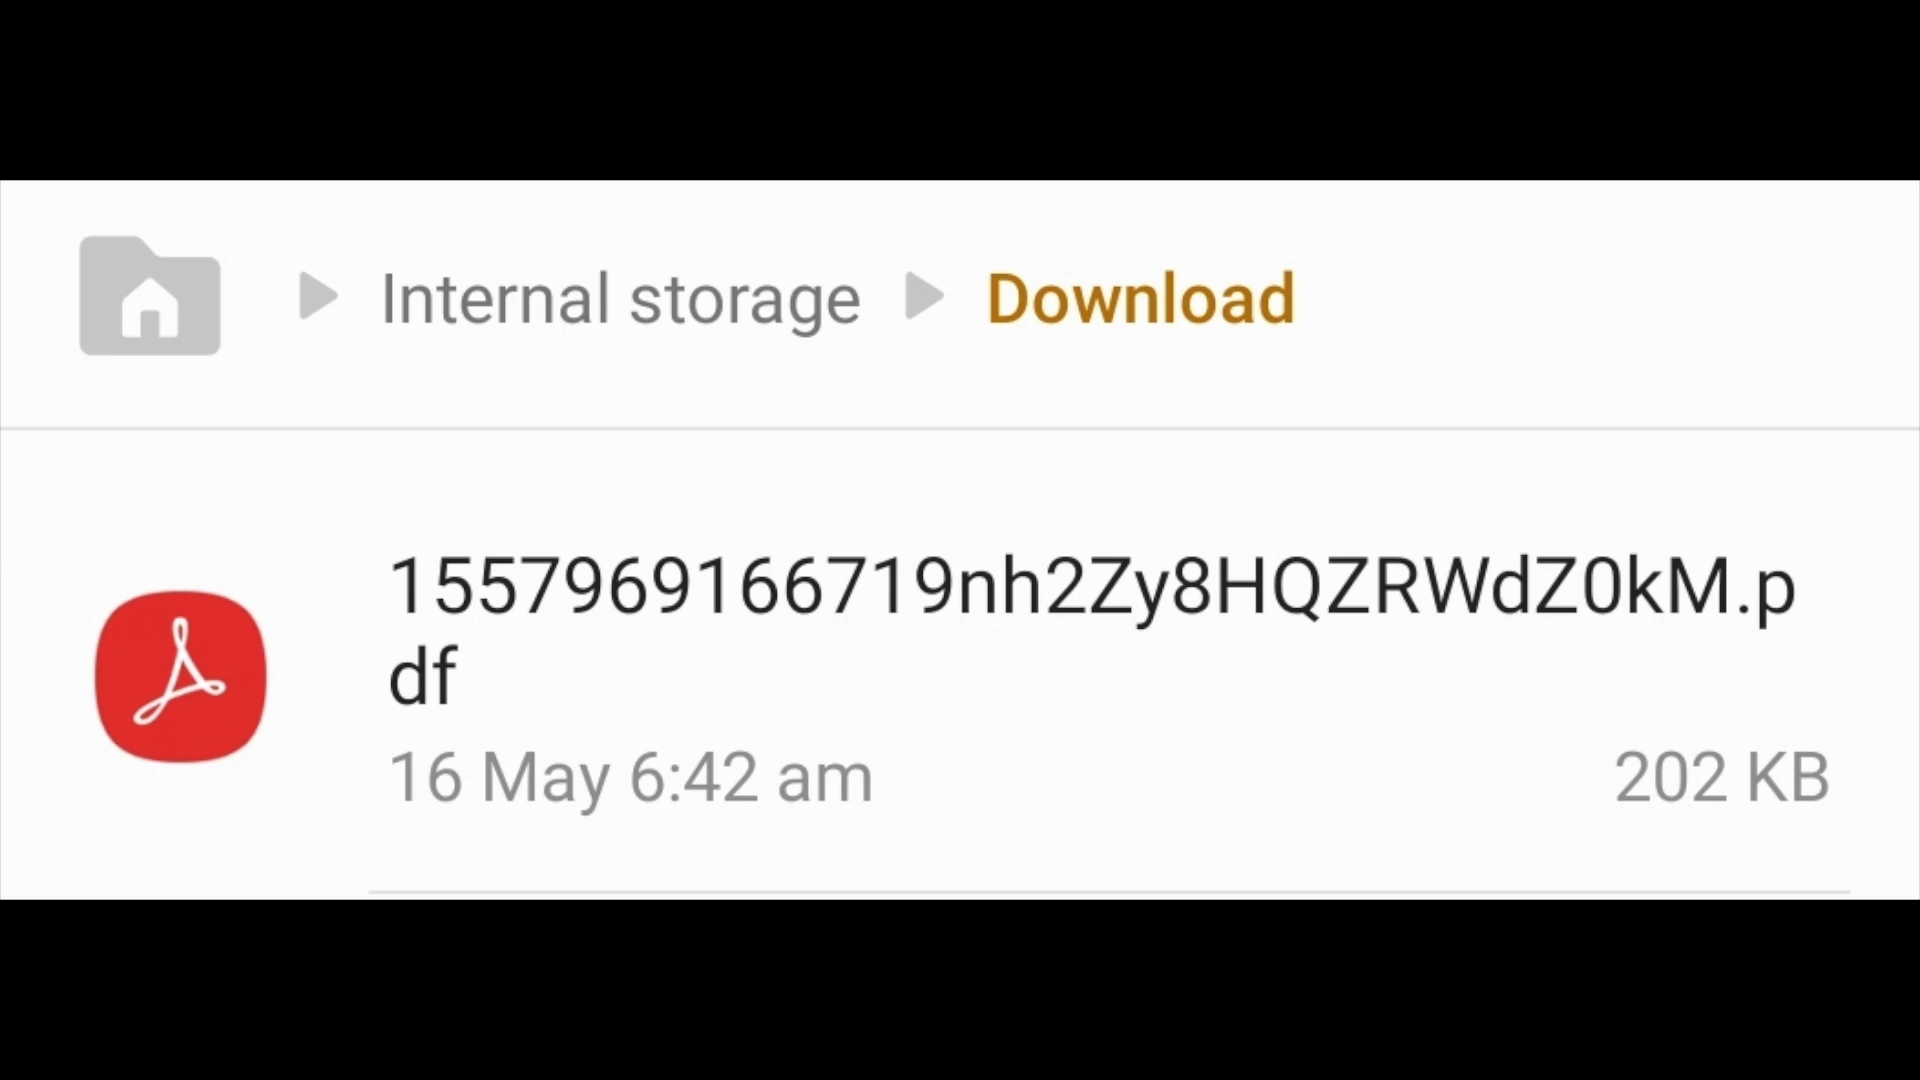 Internal storage Download
1557969166719nh2Zy8HQZRWdZ0kM.p
df
16 May 6:42 am 202 KB